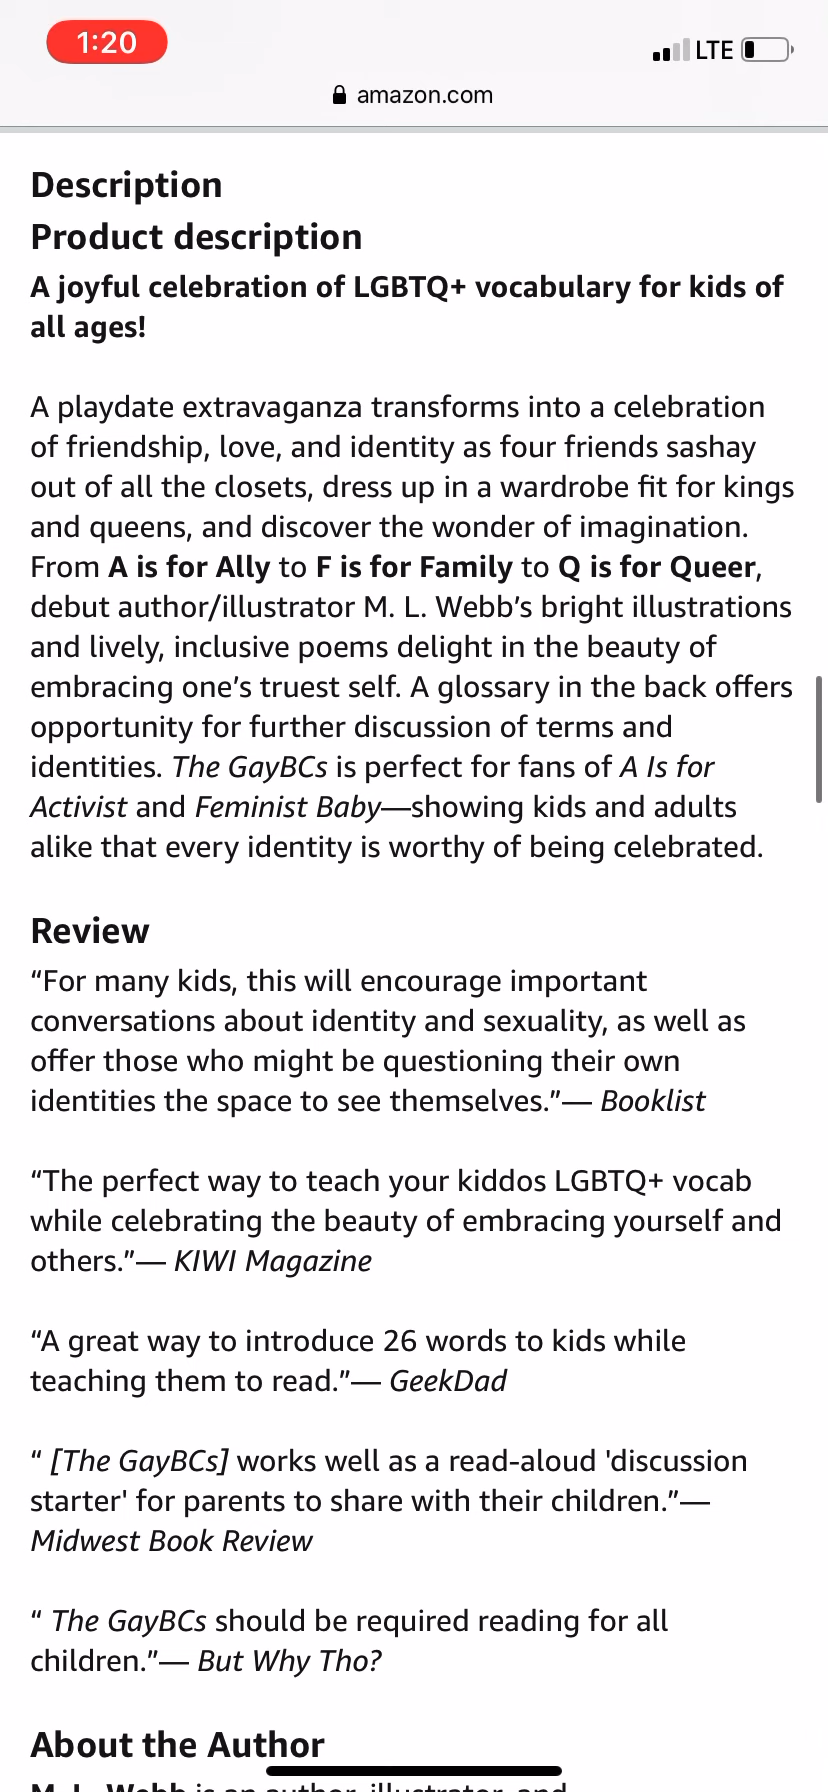 1:20
LTE
amazon.com
Description
Product description
A joyful celebration of LGBTQ+ vocabulary for kids of
all ages!
A playdate extravaganza transforms into a celebration
of friendship, love, and identity as four friends sashay
out of all the closets, dress up in a wardrobe fit for kings
and queens, and discover the wonder of imagination.
From A is for Ally to F is for Family to Q is for Queer,
debut author/illustrator M. L. Webb’s bright illustrations
and lively, inclusive poems delight in the beauty of
embracing one’s truest self. A glossary in the back offers
opportunity for further discussion of terms and
identities. The GayBCs is perfect for fans of A Is for
Activist and Feminist Baby—showing kids and adults
alike that every identity is worthy of being celebrated.
Review
“For many kids, this will encourage important
conversations about identity and sexuality, as well as
offer those who might be questioning their own
identities the space to see themselves.”— Booklist
“The perfect way to teach your kiddos LGBTQ+ vocab
while celebrating the beauty of embracing yourself and
others.”— KIWI Magazine
“A great way to introduce 26 words to kids while
teaching them to read.”— GeekDad
“ [The GayBCs] works well as a read-aloud 'discussion
starter' for parents to share with their children.”—
Midwest Book Review
“ The GayBCs should be required reading for all
children.”— But Why Tho?
About the Author
M. L. Webb is an author, illustrator, and